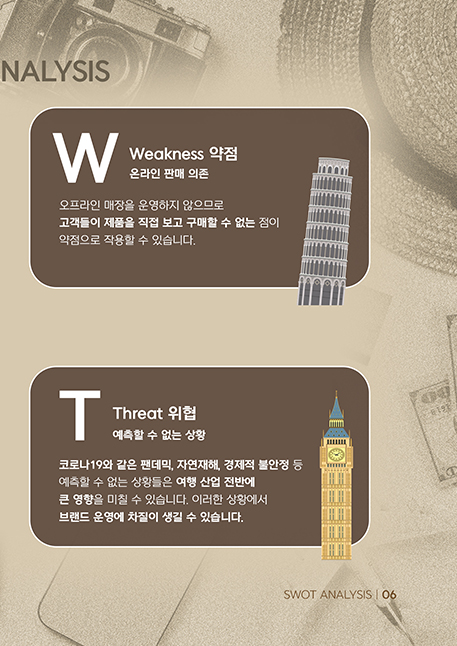 NALYSIS
W
Weakness 약점
온라인 판매 의존
오프라인 매장을 운영하지 않으므로
고객들이 제품을 직접 보고 구매할 수 없는 점이
약점으로 작용할 수 있습니다.
T
Threat 위협
예측할 수 없는 상황
코로나19와 같은 팬데믹, 자연재해, 경제적 불안정 등
예측할 수 없는 상황들은 여행 산업 전반에
큰 영향을 미칠 수 있습니다. 이러한 상황에서
브랜드 운영에 차질이 생길 수 있습니다.
SWOT ANALYSIS | 06